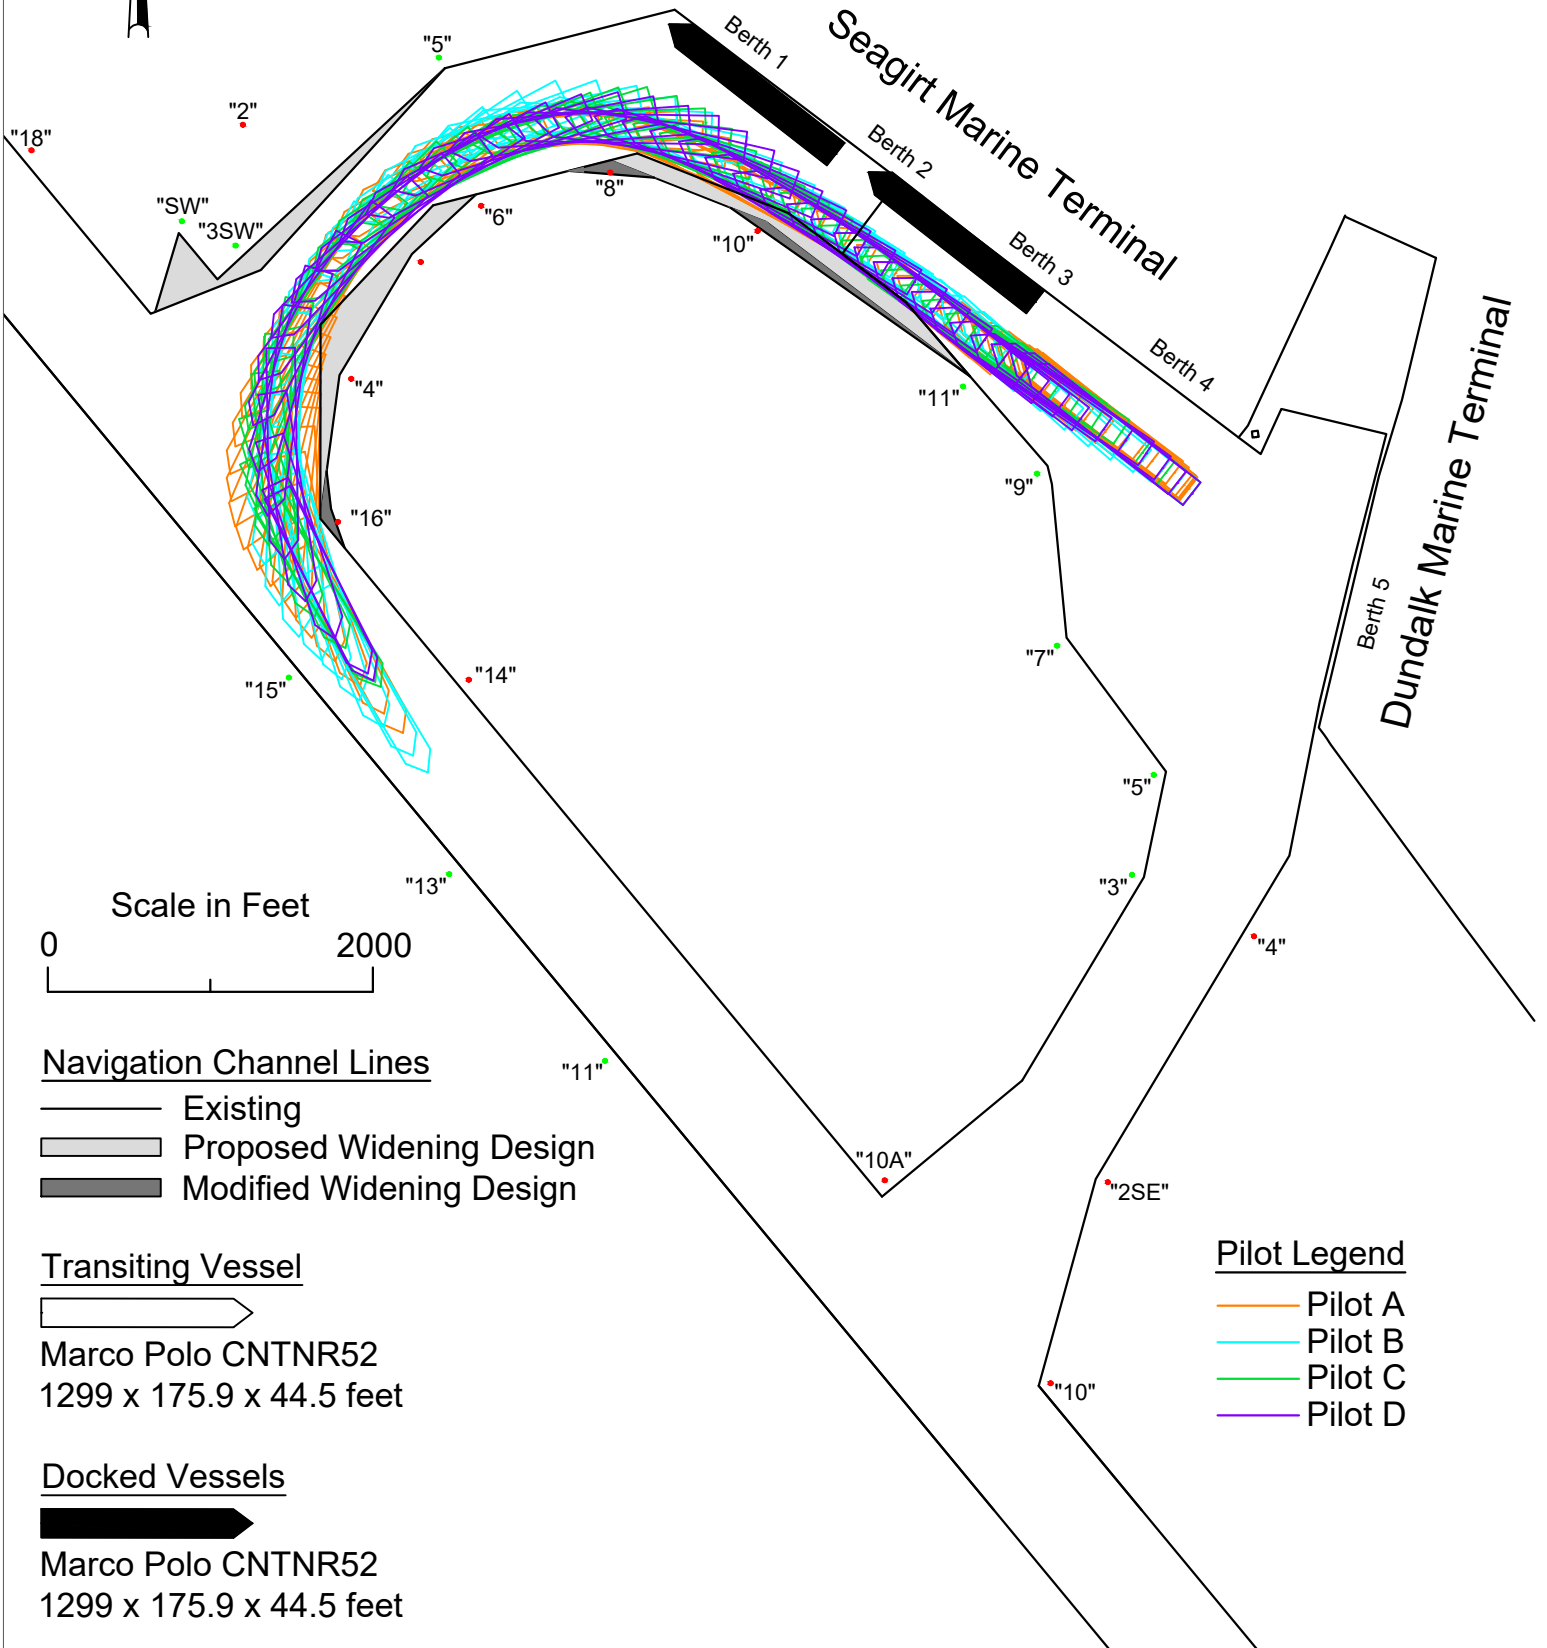 "5"
Berth 1
Seagirt Marine Terminal
"2"
"18"
Berth 2
"8"
"SW"
"3SW"
"6"
"10"
Berth 3
Berth 4
"4"
"11"
Dundalk Marine Terminal
"16"
"9"
Berth 5
"7"
"14"
"15"
"5"
"13"
"3"
Scale in Feet
0 2000
"4"
Navigation Channel Lines
"11"
Existing
Proposed Widening Design
Modified Widening Design
"10A"
"2SE"
Transiting Vessel
Marco Polo CNTNR52
1299 x 175.9 x 44.5 feet
Pilot Legend
Pilot A
Pilot B
Pilot C
Pilot D
"10"
Docked Vessels
Marco Polo CNTNR52
1299 x 175.9 x 44.5 feet